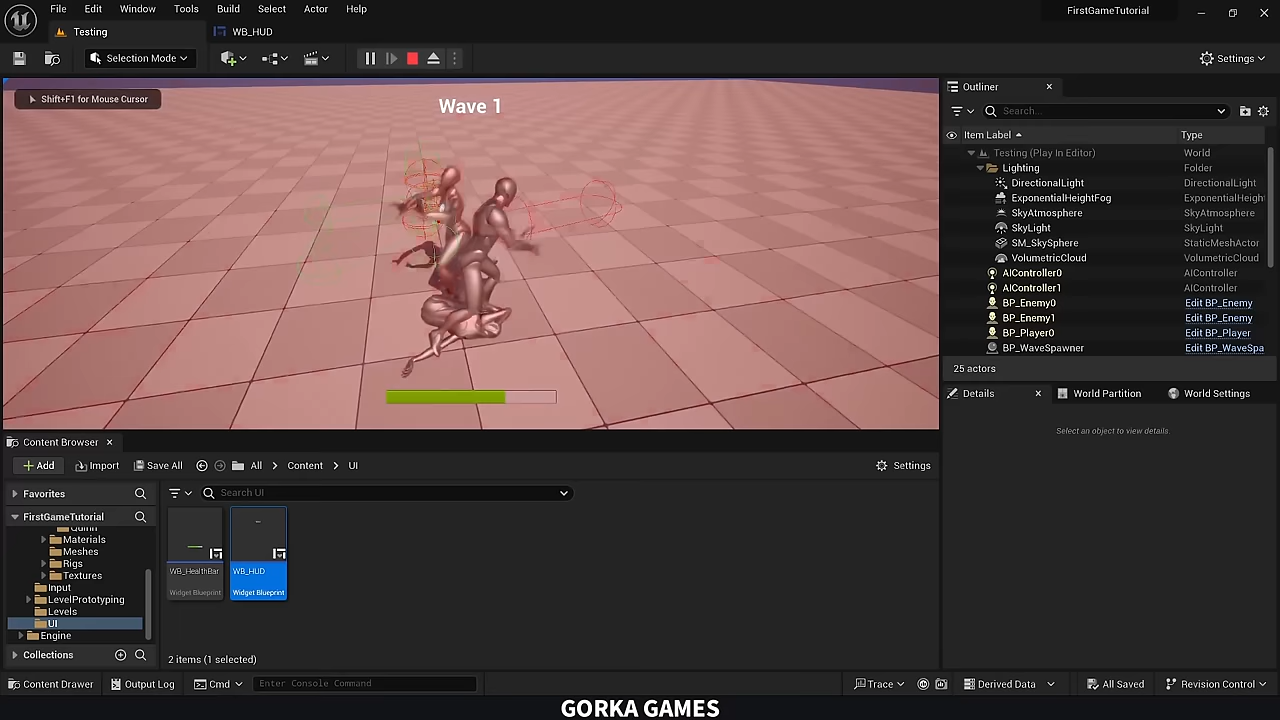 File Edit Window Tools Build Select Actor Help
FirstGameTutorial
Testing
WB_HUD
Selection Mode
Settings
Shift+F1 for Mouse Cursor
Wave 1
Outliner
Search...
Item Label
Type
Testing (Play In Editor) World
Lighting Folder
DirectionalLight DirectionalLight
ExponentialHeightFog ExponentialHeight
SkyAtmosphere SkyAtmosphere
SkyLight SkyLight
SM_SkySphere StaticMeshActor
VolumetricCloud VolumetricCloud
AIController0 AIController
AIController1 AIController
BP_Enemy0 Edit BP_Enemy
BP_Enemy1 Edit BP_Enemy
BP_Player0 Edit BP_Player
BP_WaveSpawner Edit BP_WaveSpa
25 actors
Details
World Partition
World Settings
Select an object to view details.
Content Browser
Add
Import
Save All
All
Content
UI
Settings
Favorites
Search UI
FirstGameTutorial
Quinn
Materials
Meshes
Rigs
Textures
Input
LevelPrototyping
Levels
UI
Engine
Collections
WB_HealthBar
Widget Blueprint
WB_HUD
Widget Blueprint
2 items (1 selected)
Content Drawer
Output Log
Cmd
Enter Console Command
Trace
Derived Data
All Saved
Revision Control
GORKA GAMES